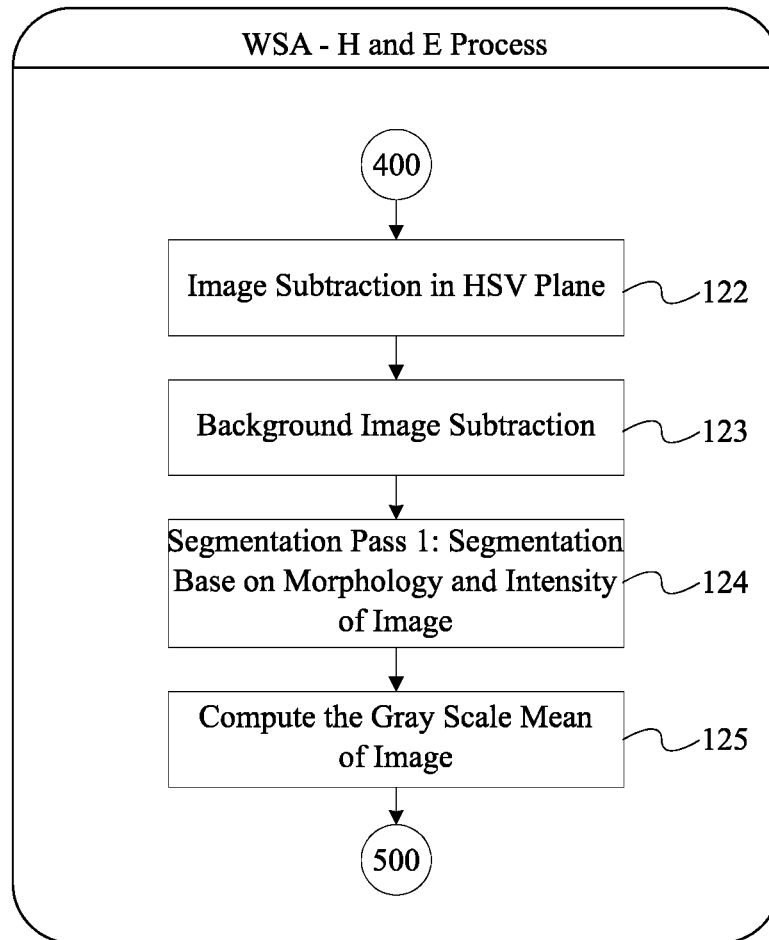 WSA - H and E Process
400
Image Subtraction in HSV Plane
122
Background Image Subtraction
123
Segmentation Pass 1: Segmentation
Base on Morphology and Intensity
of Image
124
Compute the Gray Scale Mean
of Image
125
500